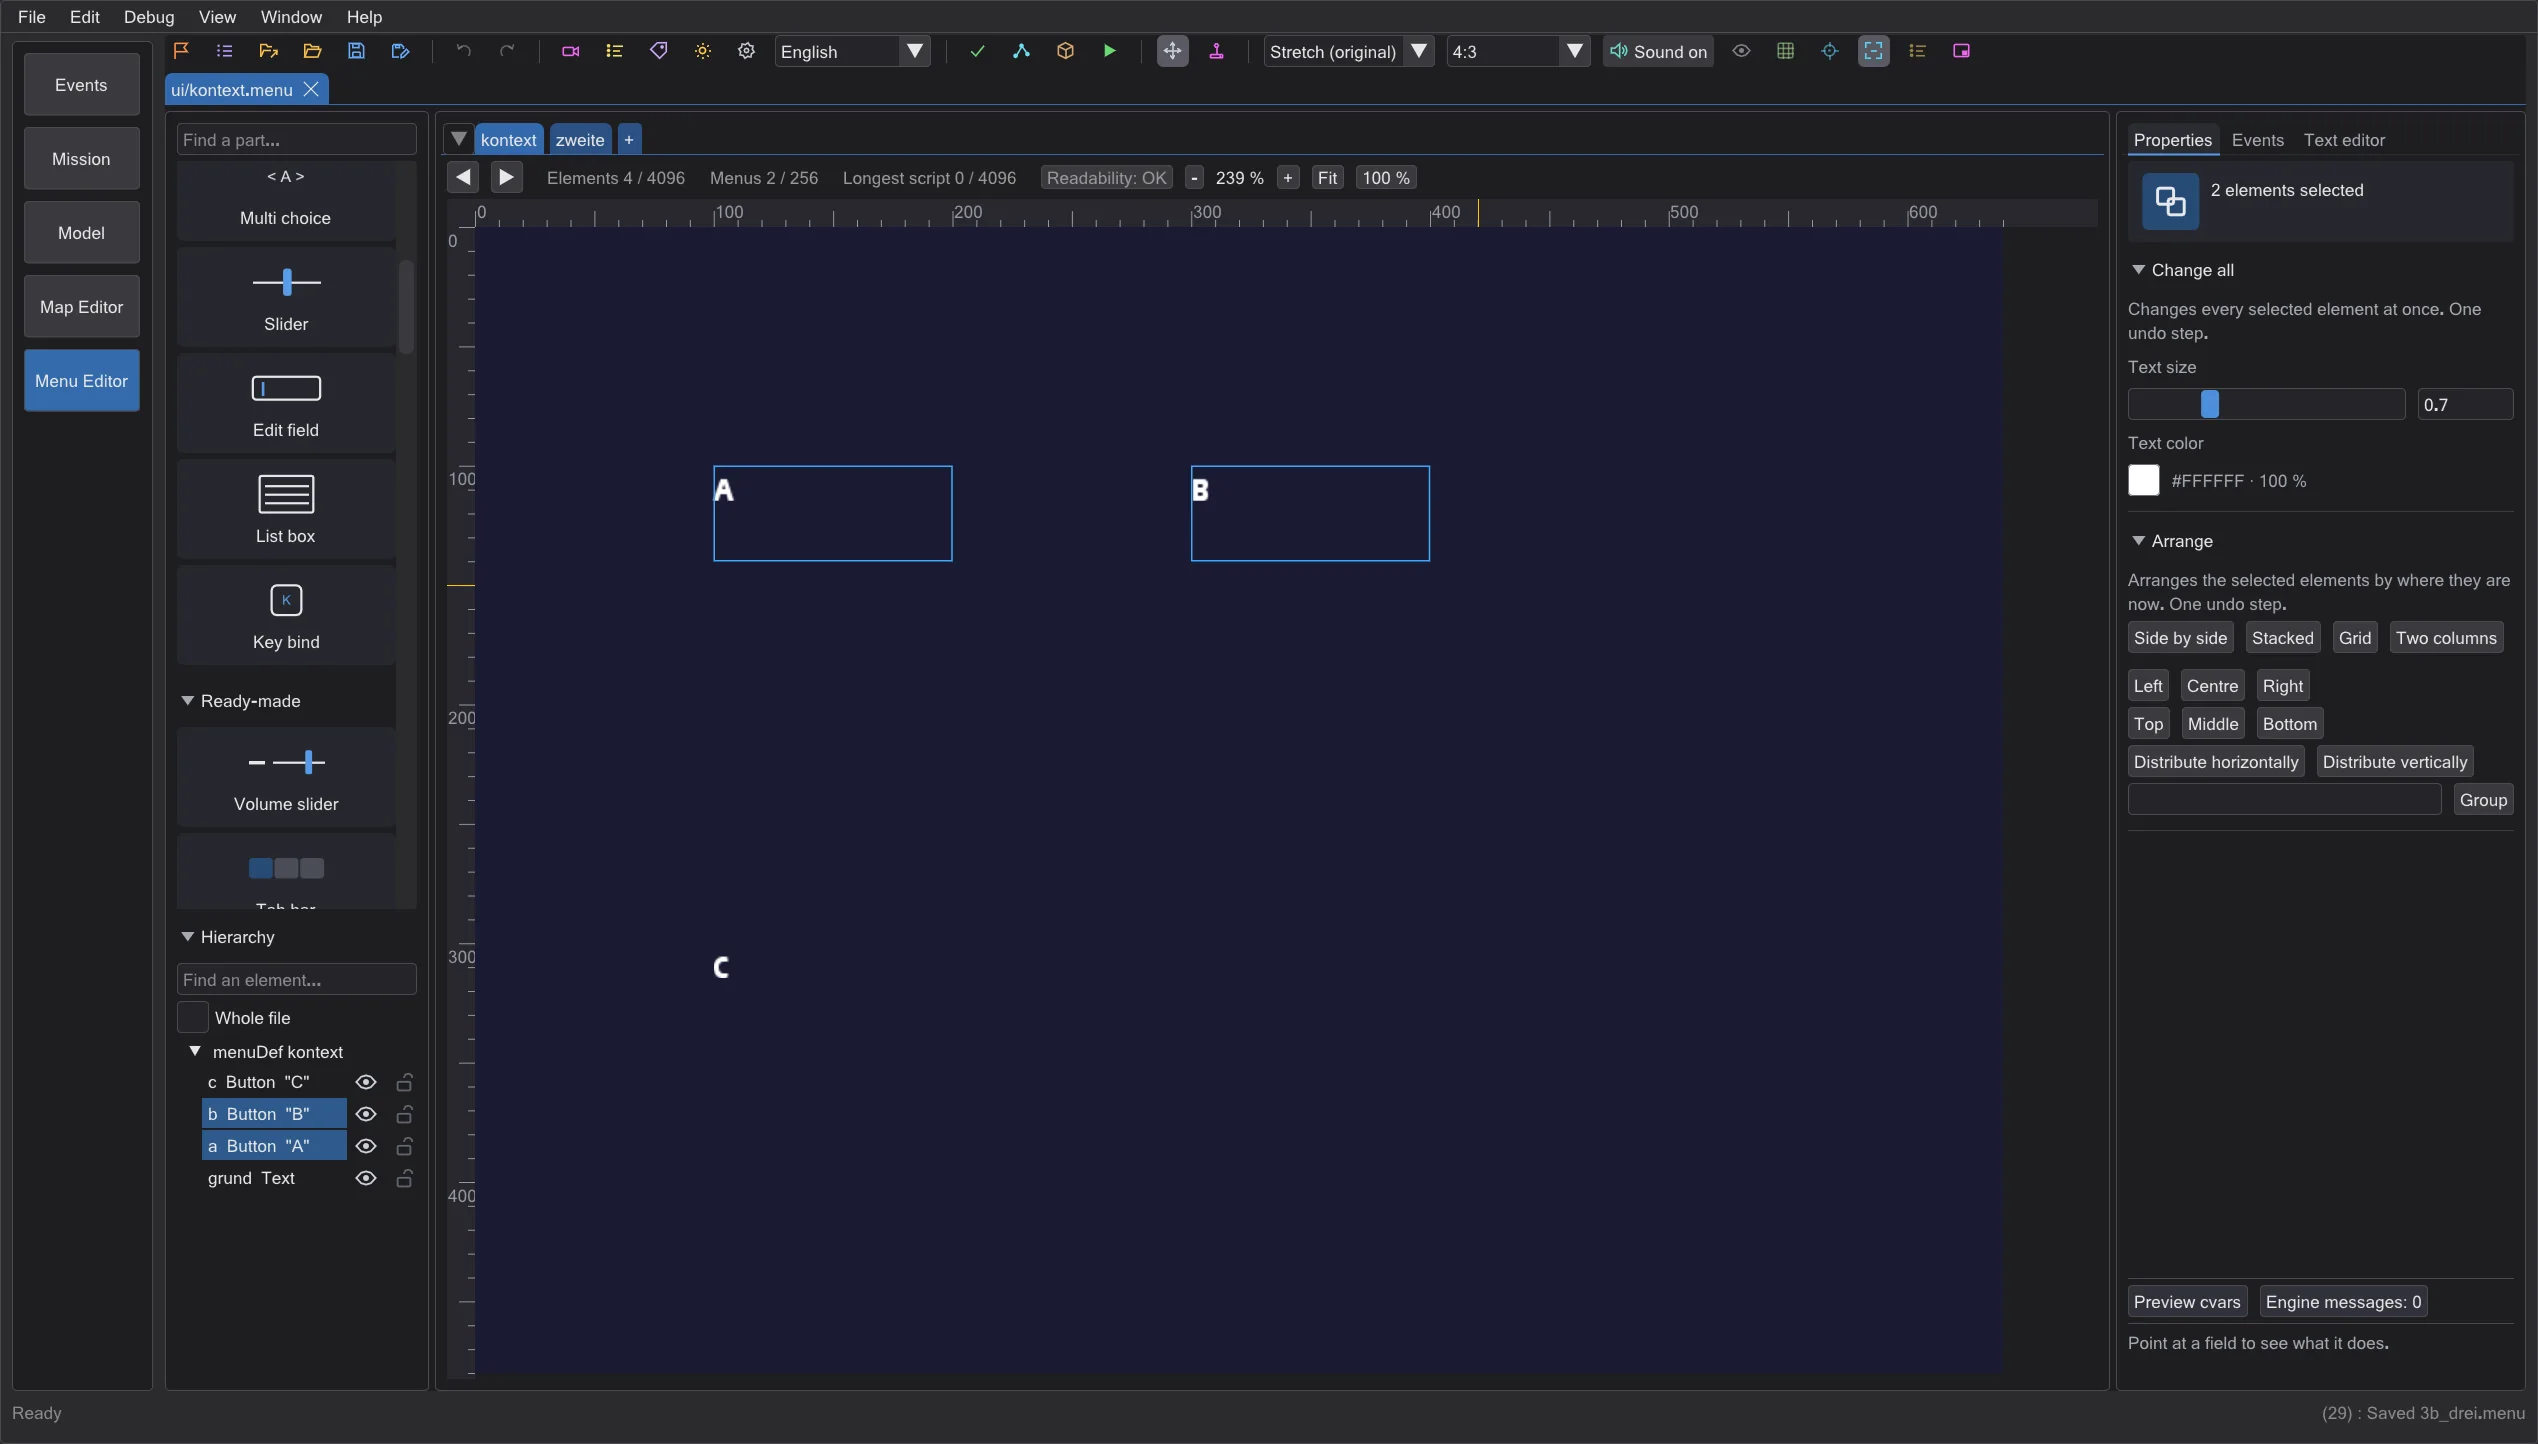 File Edit Debug View Window Help
English
Stretch (original)
4:3
Sound on
Events
Mission
Model
Map Editor
Menu Editor
ui/kontext.menu
Find a part...
< A >
Multi choice
Slider
Edit field
List box
K
Key bind
Ready-made
Volume slider
Tab bar
Hierarchy
Find an element...
Whole file
menuDef kontext
c Button "C"
b Button "B"
a Button "A"
grund Text
kontext zweite +
Elements 4 / 4096 Menus 2 / 256 Longest script 0 / 4096 Readability: OK - 239 % + Fit 100 %
0 100 200 300 400 500 600
0
100
200
300
400
A B
C
Properties Events Text editor
2 elements selected
Change all
Changes every selected element at once. One
undo step.
Text size
0.7
Text color
#FFFFFF · 100 %
Arrange
Arranges the selected elements by where they are
now. One undo step.
Side by side Stacked Grid Two columns
Left Centre Right
Top Middle Bottom
Distribute horizontally Distribute vertically
Group
Preview cvars Engine messages: 0
Point at a field to see what it does.
Ready
(29) : Saved 3b_drei.menu